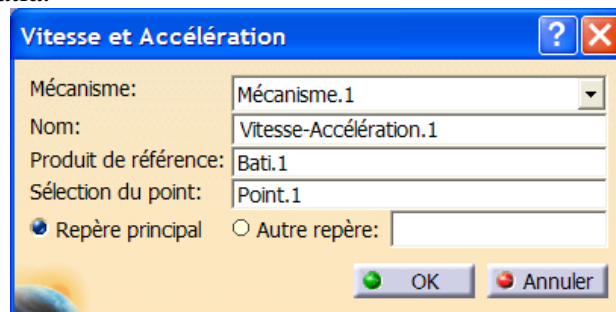 Vitesse et Accélération ?
Mécanisme: Mécanisme.1
Nom: Vitesse-Accélération.1
Produit de référence: Bati.1
Sélection du point: Point.1
Repère principal Autre repère:
OK Annuler